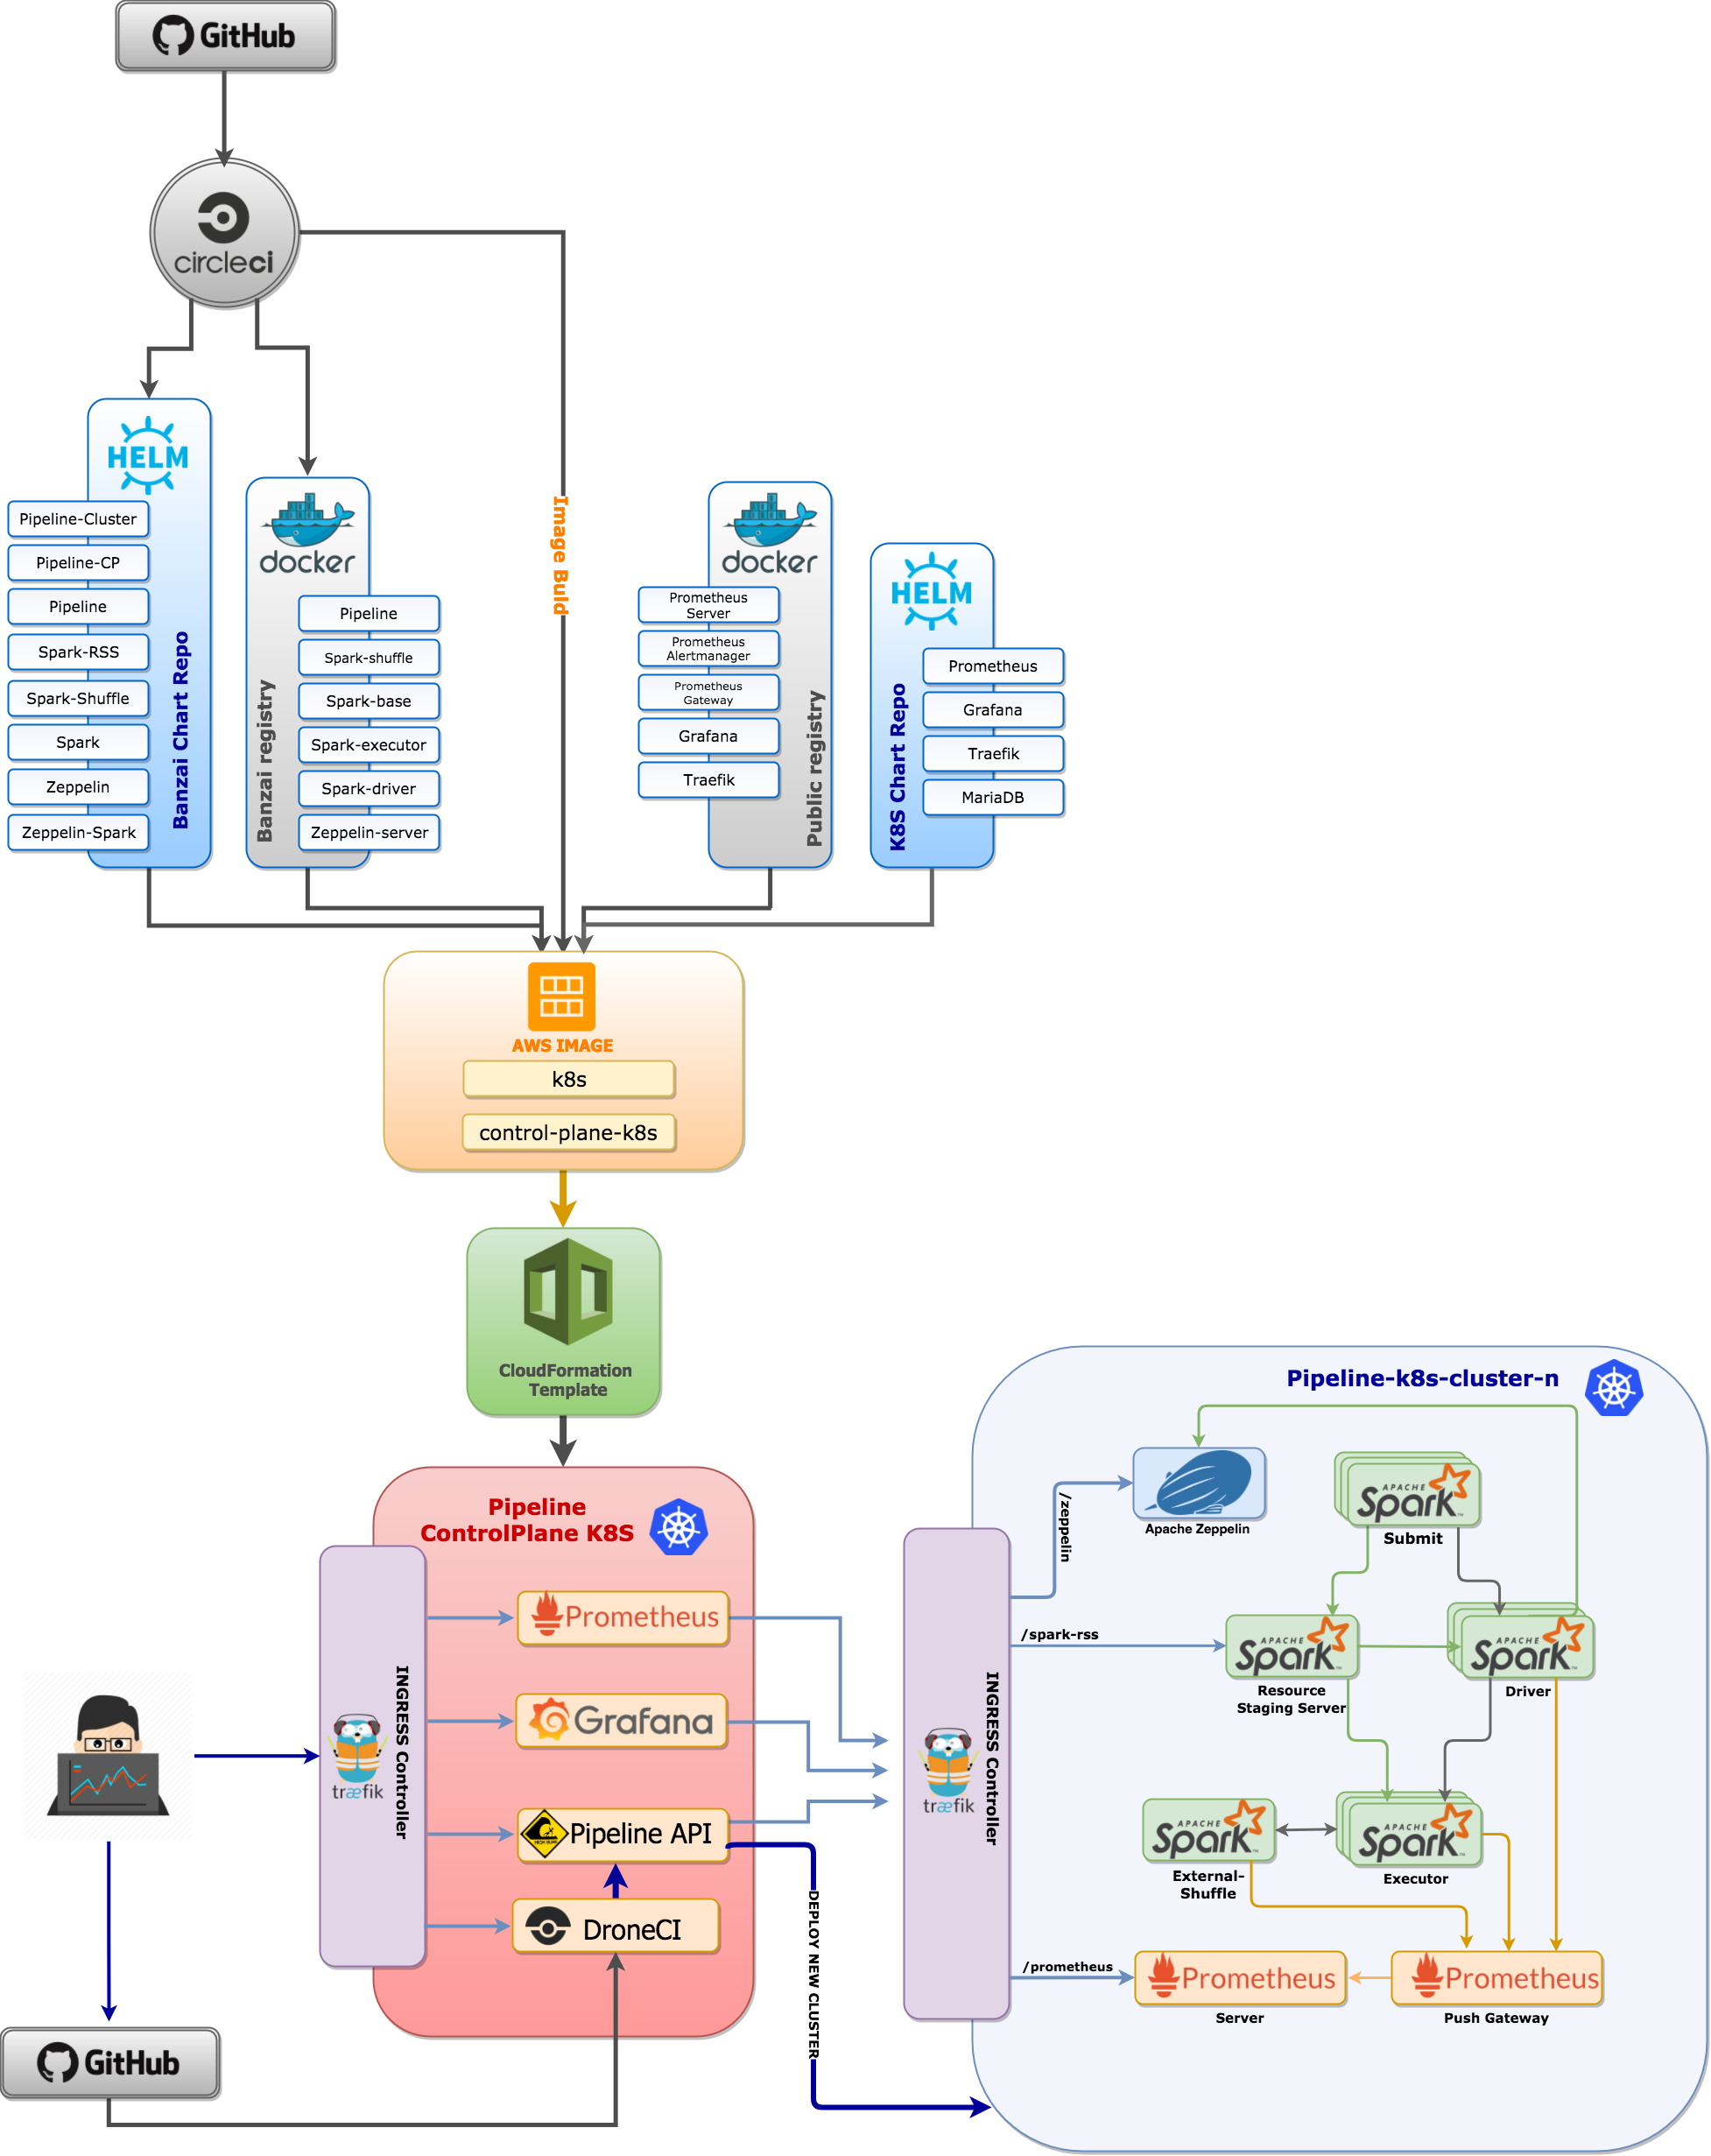 GitHub
circleci
HELM
Pipeline-Cluster
Pipeline-CP
Pipeline
Spark-RSS
Spark-Shuffle
Spark
Zeppelin
Zeppelin-Spark
Banzai Chart Repo
docker
Pipeline
Spark-shuffle
Spark-base
Spark-executor
Spark-driver
Zeppelin-server
Banzai registry
Image Buld
docker
Prometheus
Server
Prometheus
Alertmanager
Prometheus
Gateway
Grafana
Traefik
Public registry
HELM
Prometheus
Grafana
Traefik
MariaDB
K8S Chart Repo
AWS IMAGE
k8s
control-plane-k8s
CloudFormation
Template
Pipeline
ControlPlane K8S
INGRESS Controller
træfik
Prometheus
Grafana
Pipeline API
DroneCI
DEPLOY NEW CLUSTER
GitHub
Pipeline-k8s-cluster-n
INGRESS Controller
træfik
/zeppelin
Apache Zeppelin
APACHE
Spark™
Submit
/spark-rss
APACHE
Spark™
Resource
Staging Server
APACHE
Spark™
Driver
APACHE
Spark™
External-
Shuffle
APACHE
Spark™
Executor
/prometheus
Prometheus
Server
Prometheus
Push Gateway